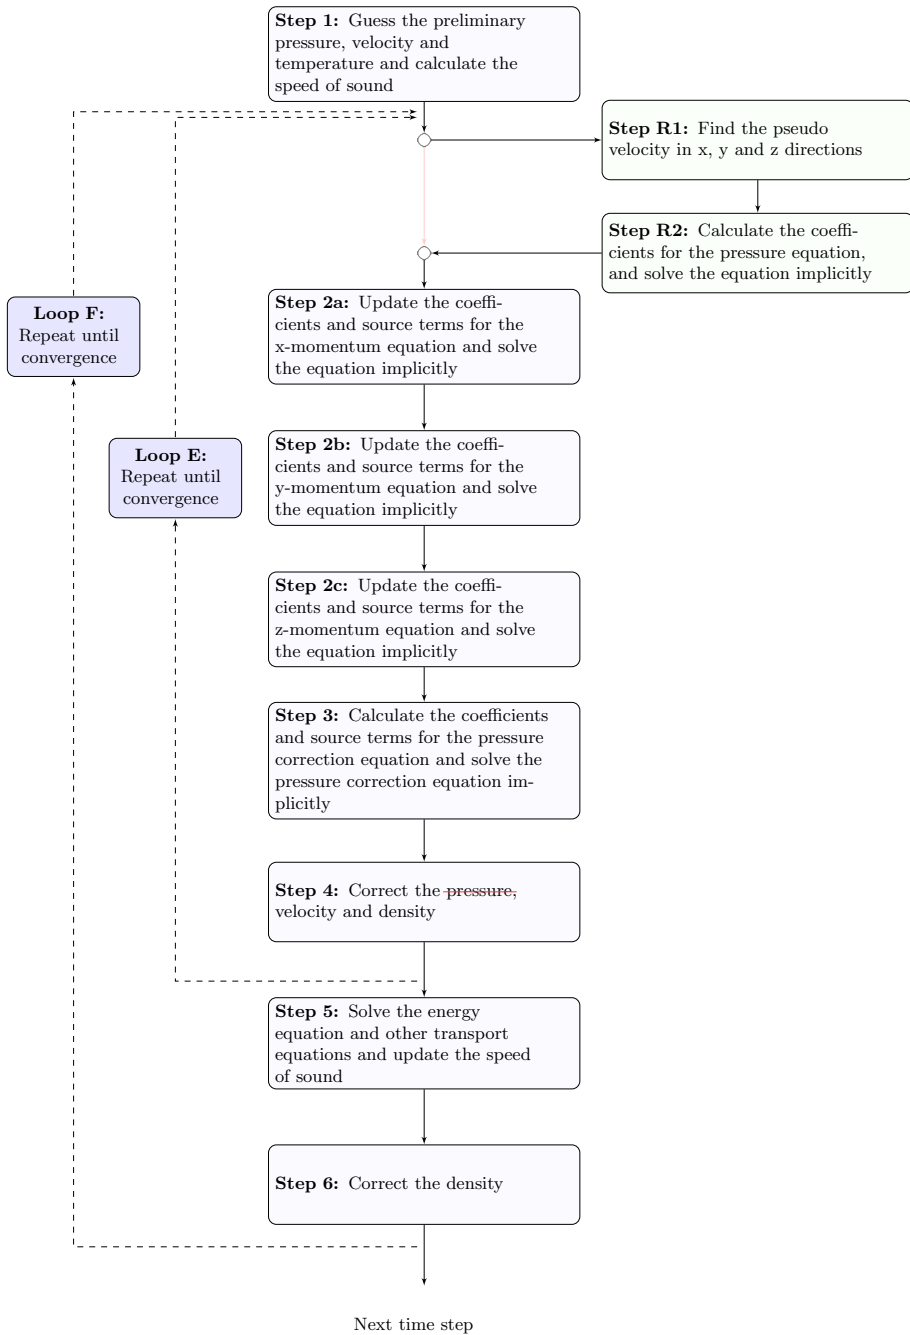 Step 1: Guess the preliminary
pressure, velocity and
temperature and calculate the
speed of sound
Step R1: Find the pseudo
velocity in x, y and z directions
Step R2: Calculate the coeffi-
cients for the pressure equation,
and solve the equation implicitly
Step 2a: Update the coeffi-
cients and source terms for the
x-momentum equation and solve
the equation implicitly
Loop F:
Repeat until
convergence
Step 2b: Update the coeffi-
cients and source terms for the
y-momentum equation and solve
the equation implicitly
Loop E:
Repeat until
convergence
Step 2c: Update the coeffi-
cients and source terms for the
z-momentum equation and solve
the equation implicitly
Step 3: Calculate the coefficients
and source terms for the pressure
correction equation and solve the
pressure correction equation im-
plicitly
Step 4: Correct the pressure,
velocity and density
Step 5: Solve the energy
equation and other transport
equations and update the speed
of sound
Step 6: Correct the density
Next time step